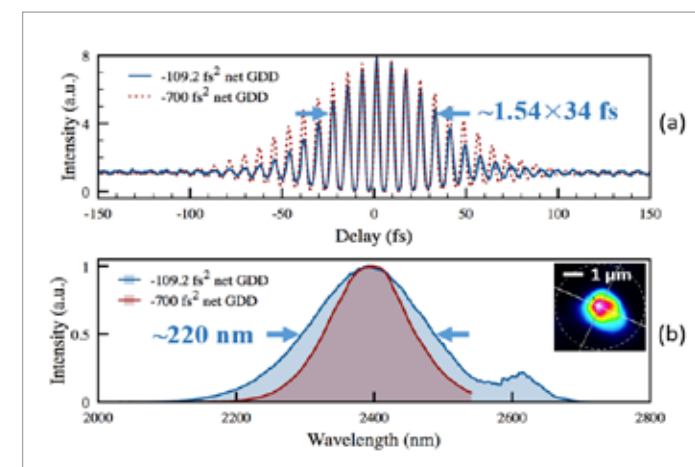 8
4
0
Intensity (a.u.)
-109.2 fs² net GDD
-700 fs² net GDD
~1.54×34 fs
(a)
-150 -100 -50 0 50 100 150
Delay (fs)
1
0.5
0
Intensity (a.u.)
-109.2 fs² net GDD
-700 fs² net GDD
~220 nm
1 µm
(b)
2000 2200 2400 2600 2800
Wavelength (nm)